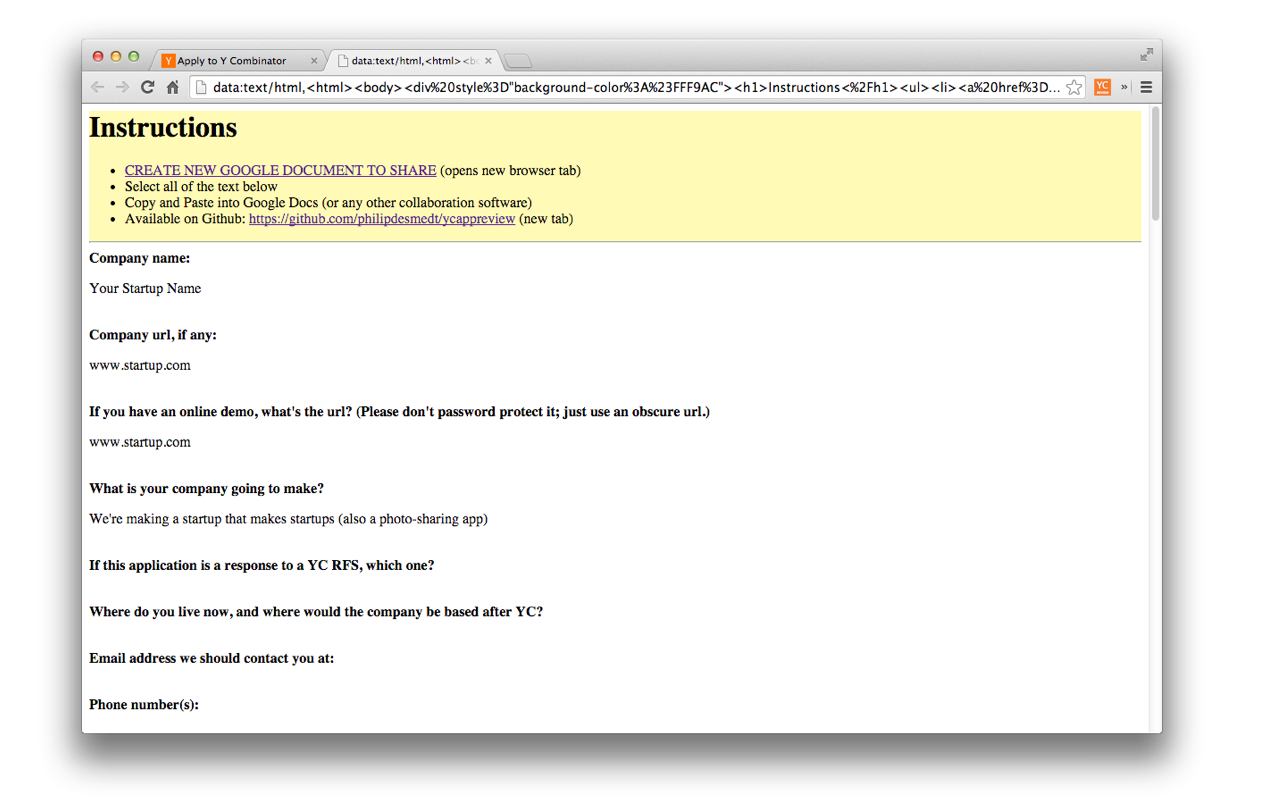 Y Apply to Y Combinator
data:text/html,<html><bo
data:text/html,<html><body><div%20style%3D"background-color%3A%23FFF9AC"><h1>Instructions<%2Fh1><ul><li><a%20href%3D...
YC
»
Instructions
• CREATE NEW GOOGLE DOCUMENT TO SHARE (opens new browser tab)
• Select all of the text below
• Copy and Paste into Google Docs (or any other collaboration software)
• Available on Github: https://github.com/philipdesmedt/ycappreview (new tab)
Company name:
Your Startup Name
Company url, if any:
www.startup.com
If you have an online demo, what's the url? (Please don't password protect it; just use an obscure url.)
www.startup.com
What is your company going to make?
We're making a startup that makes startups (also a photo-sharing app)
If this application is a response to a YC RFS, which one?
Where do you live now, and where would the company be based after YC?
Email address we should contact you at:
Phone number(s):